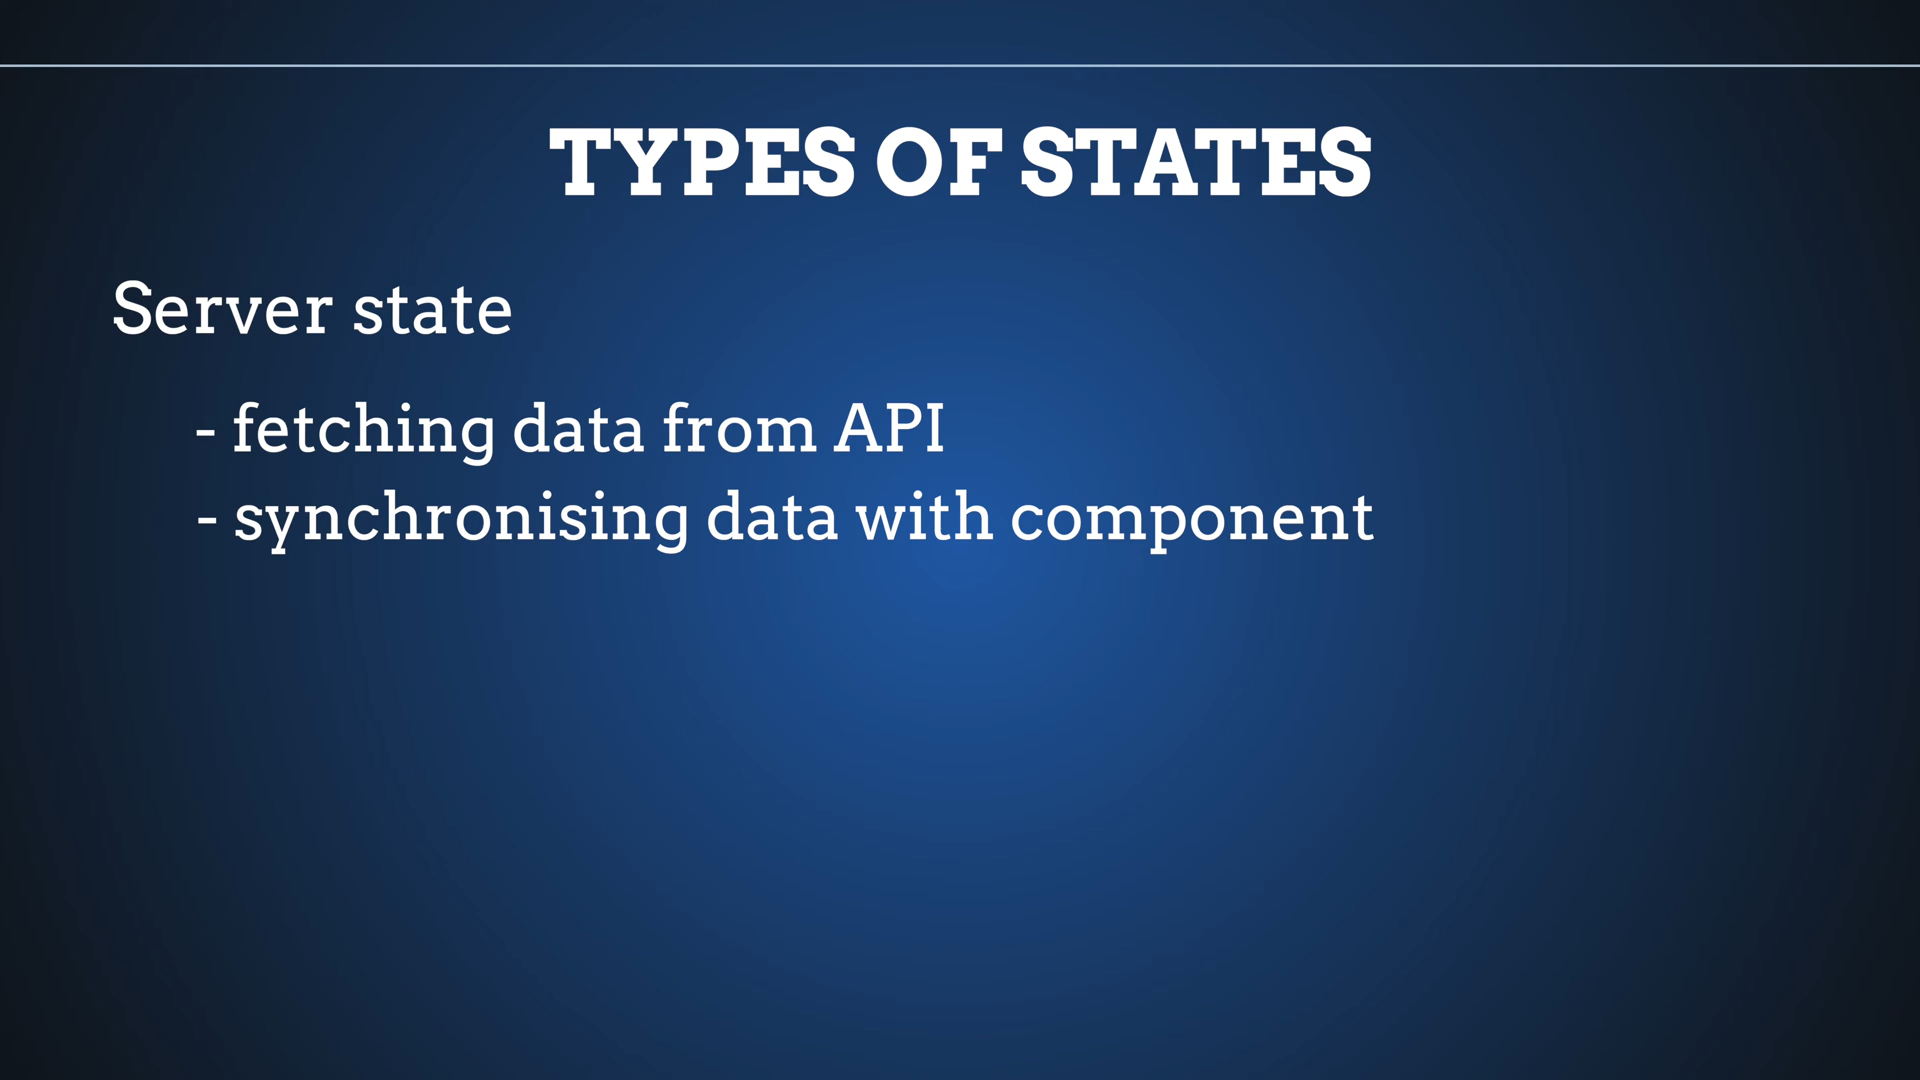 TYPES OF STATES
Server state
- fetching data from API
- synchronising data with component